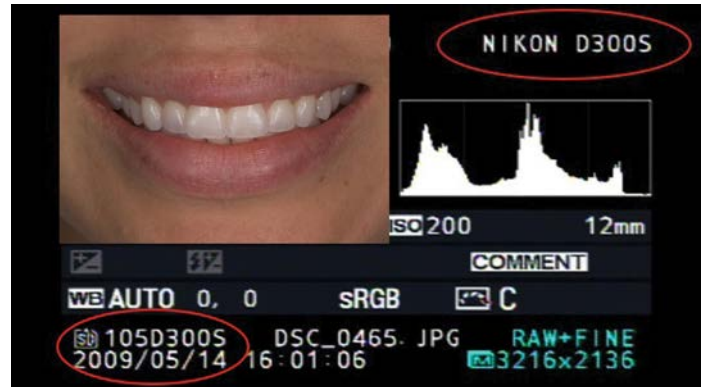 NIKON D300S
ISO 200 12mm
COMMENT
WB AUTO 0, 0 sRGB C
SD 105D300S DSC_0465. JPG RAW+FINE
2009/05/14 16:01:06 M 3216x2136